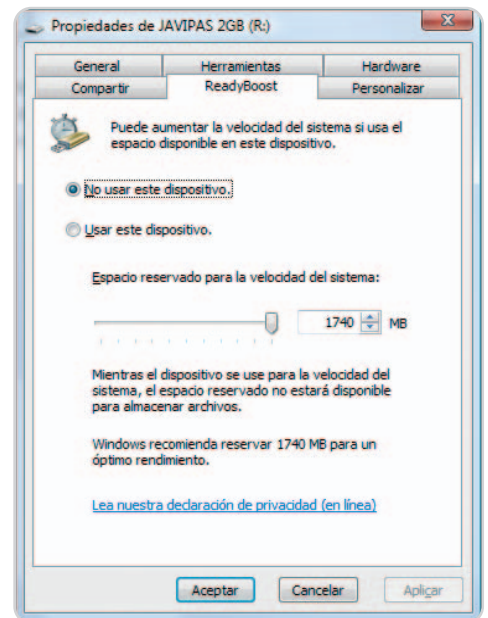 Propiedades de JAVIPAS 2GB (R:)
General Herramientas Hardware
Compartir ReadyBoost Personalizar
Puede aumentar la velocidad del sistema si usa el
espacio disponible en este dispositivo.
No usar este dispositivo.
Usar este dispositivo.
Espacio reservado para la velocidad del sistema:
1740 MB
Mientras el dispositivo se use para la velocidad del
sistema, el espacio reservado no estará disponible
para almacenar archivos.
Windows recomienda reservar 1740 MB para un
óptimo rendimiento.
Lea nuestra declaración de privacidad (en línea)
Aceptar Cancelar Aplicar